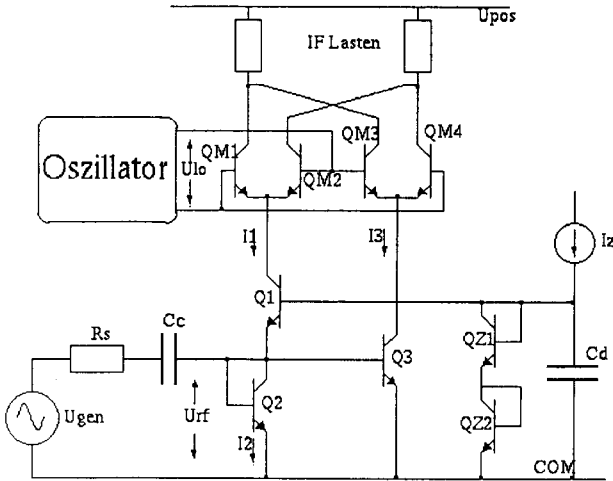 Upos
IF Lasten
Oszillator
Ulo
QM1
QM2
QM3
QM4
I1
I3
Iz
Q1
Rs
Cc
QZ1
Cd
Q3
Ugen
Urf
Q2
QZ2
I2
COM